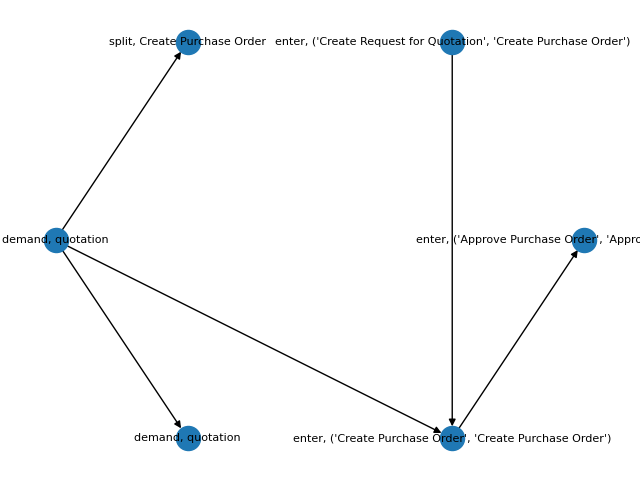 split, Create Purchase Order
enter, ('Create Request for Quotation', 'Create Purchase Order')
demand, quotation
enter, ('Approve Purchase Order', 'Appro
demand, quotation
enter, ('Create Purchase Order', 'Create Purchase Order')